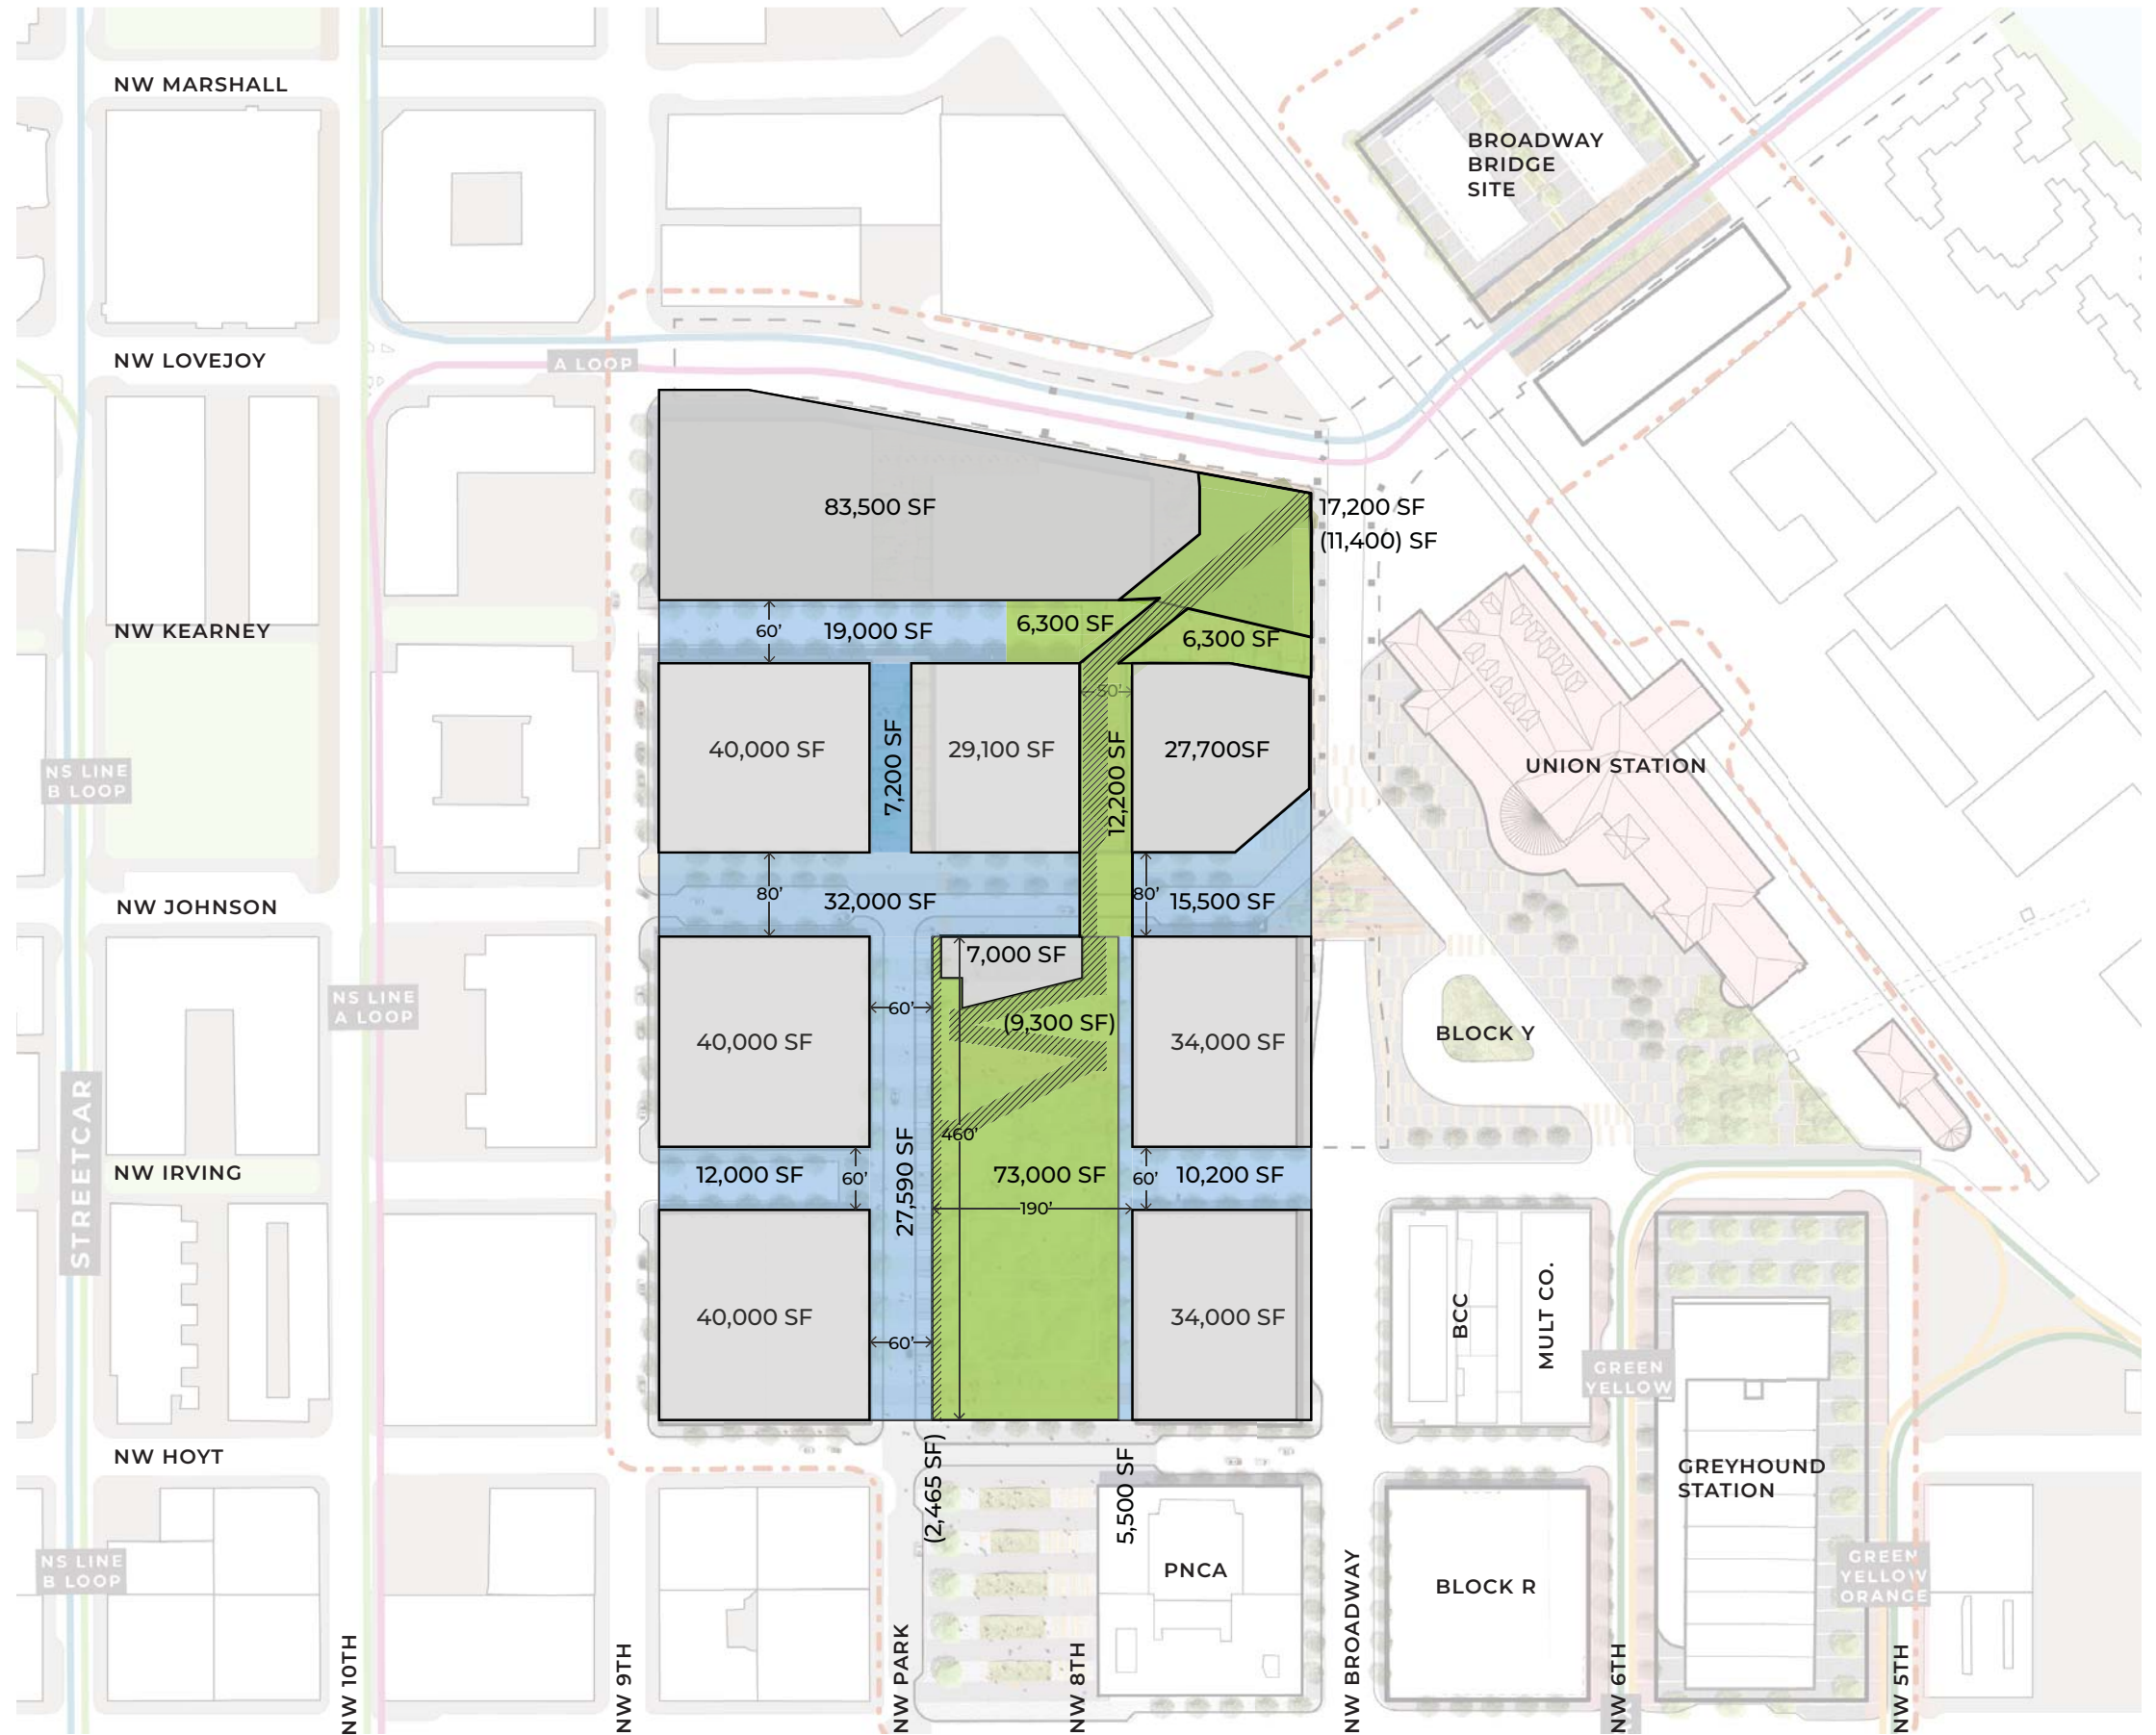 NW MARSHALL
BROADWAY
BRIDGE
SITE
NW LOVEJOY
A LOOP
83,500 SF
17,200 SF
(11,400) SF
NW KEARNEY
60'
19,000 SF
6,300 SF
6,300 SF
50'
40,000 SF
7,200 SF
29,100 SF
12,200 SF
27,700SF
UNION STATION
NS LINE
B LOOP
80'
32,000 SF
80'
15,500 SF
NW JOHNSON
7,000 SF
NS LINE
A LOOP
60'
(9,300 SF)
40,000 SF
34,000 SF
BLOCK Y
460'
STREETCAR
NW IRVING
12,000 SF
60'
27,590 SF
73,000 SF
60'
10,200 SF
190'
40,000 SF
60'
34,000 SF
BCC
MULT CO.
GREEN
YELLOW
NW HOYT
(2,465 SF)
5,500 SF
GREYHOUND
STATION
NS LINE
B LOOP
PNCA
BLOCK R
GREEN
YELLOW
ORANGE
NW 10TH
NW 9TH
NW PARK
NW 8TH
NW BROADWAY
NW 6TH
NW 5TH